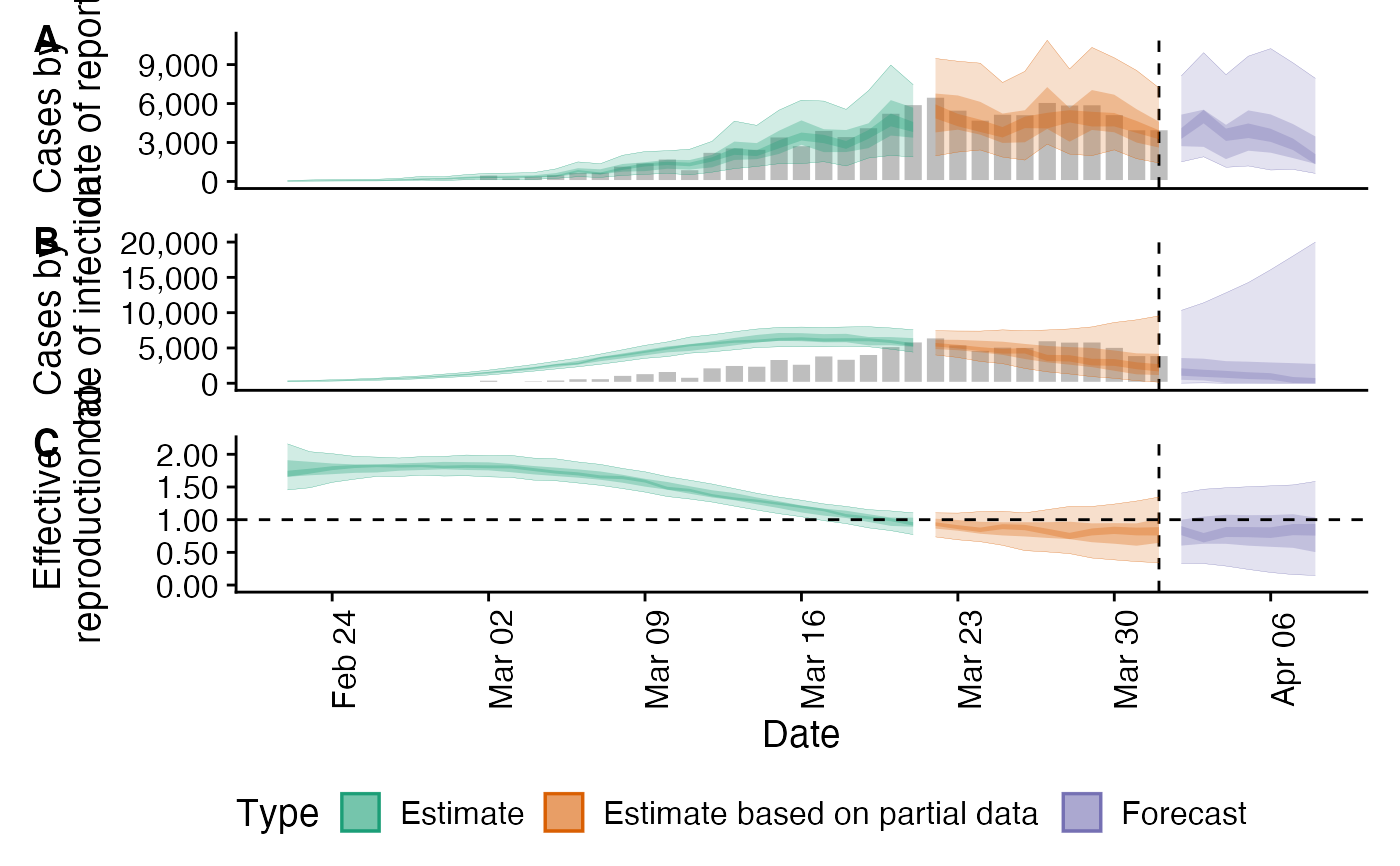 A
Cases by
date of report
9,000
6,000
3,000
0
B
Cases by
date of infection
20,000
15,000
10,000
5,000
0
C
Effective
reproduction no.
2.00
1.50
1.00
0.50
0.00
Feb 24
Mar 02
Mar 09
Mar 16
Mar 23
Mar 30
Apr 06
Date
Type
Estimate
Estimate based on partial data
Forecast